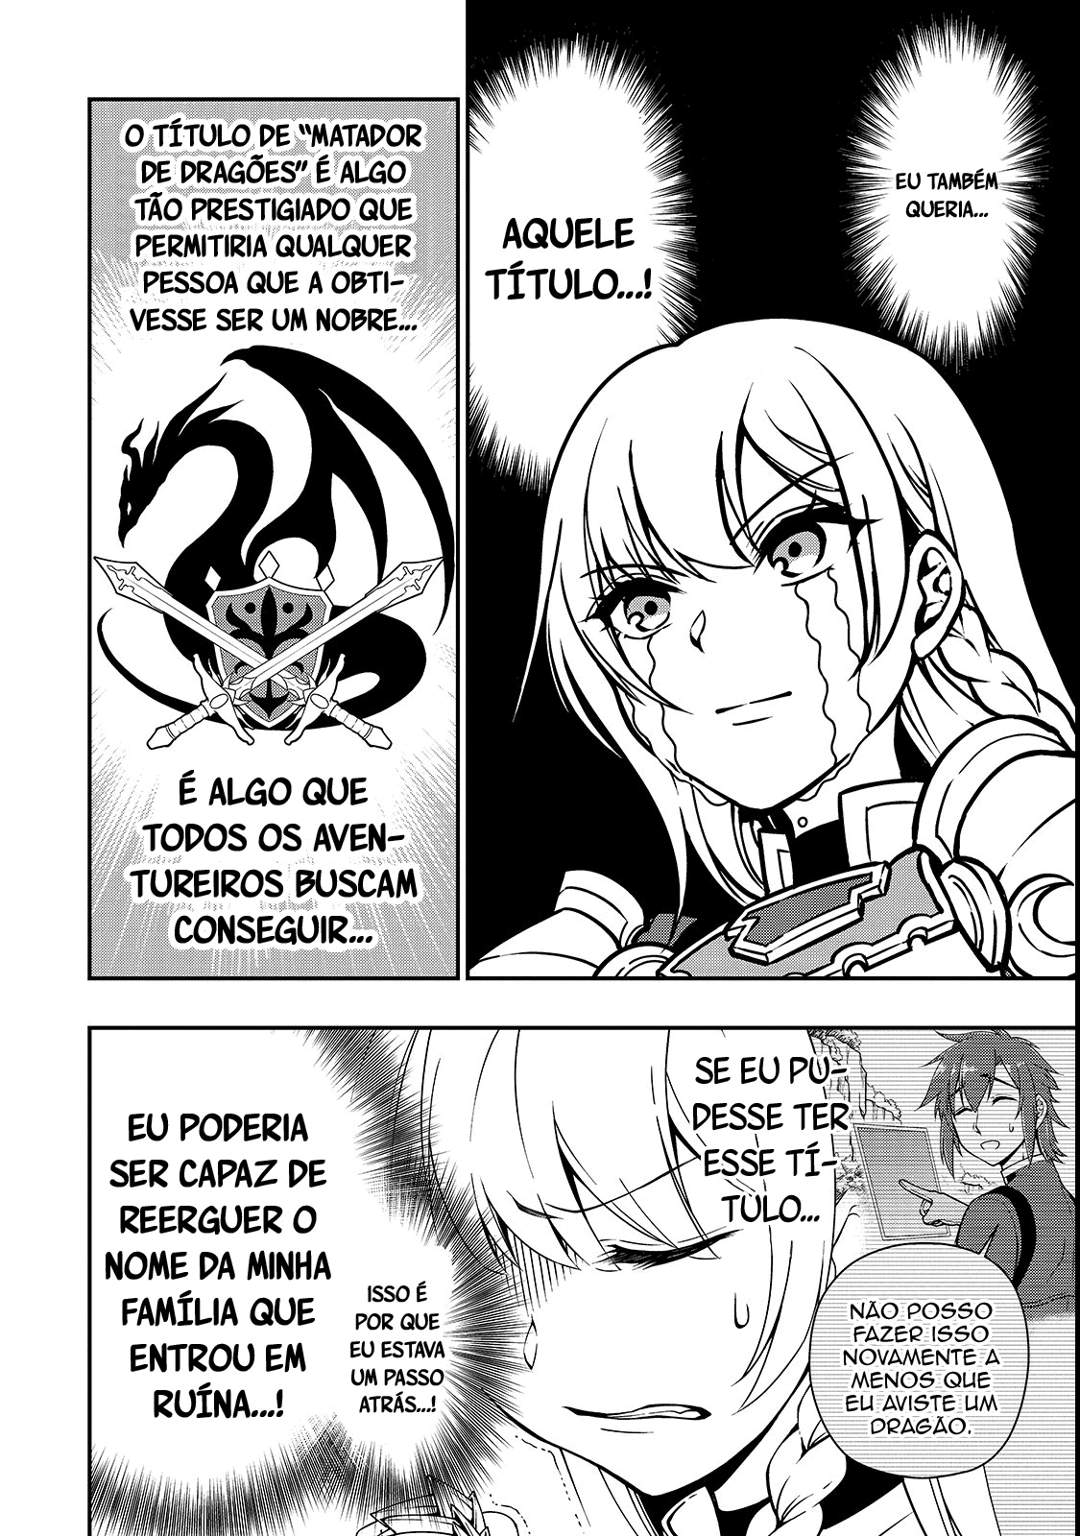 EU TAMBÉM
QUERIA...
AQUELE
TÍTULO...!
O TÍTULO DE "MATADOR
DE DRAGÕES" É ALGO
TÃO PRESTIGIADO QUE
PERMITIRIA QUALQUER
PESSOA QUE A OBTI-
VESSE SER UM NOBRE...
É ALGO QUE
TODOS OS AVEN-
TUREIROS BUSCAM
CONSEGUIR...
NÃO POSSO
FAZER ISSO
NOVAMENTE A
MENOS QUE
EU AVISTE UM
DRAGÃO.
SE EU PU-
DESSE TER
ESSE TÍ-
TULO...
ISSO É
POR QUE
EU ESTAVA
UM PASSO
ATRÁS...!
EU PODERIA
SER CAPAZ DE
REERGUER O
NOME DA MINHA
FAMÍLIA QUE
ENTROU EM
RUÍNA...!